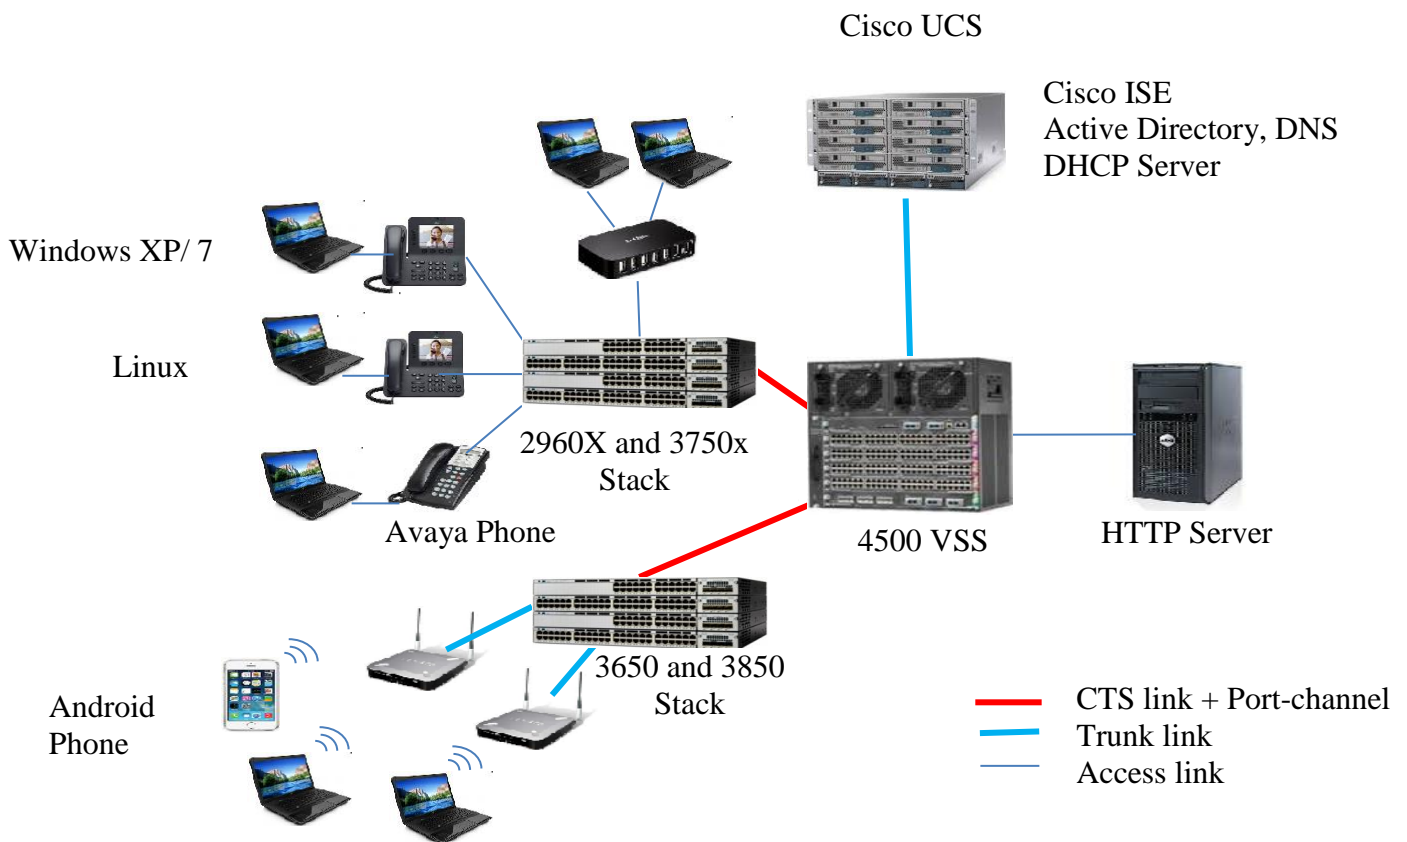 Cisco UCS
Cisco ISE
Active Directory, DNS
DHCP Server
Windows XP/ 7
Linux
2960X and 3750x
Stack
Avaya Phone
4500 VSS
HTTP Server
3650 and 3850
Stack
Android
Phone
CTS link + Port-channel
Trunk link
Access link